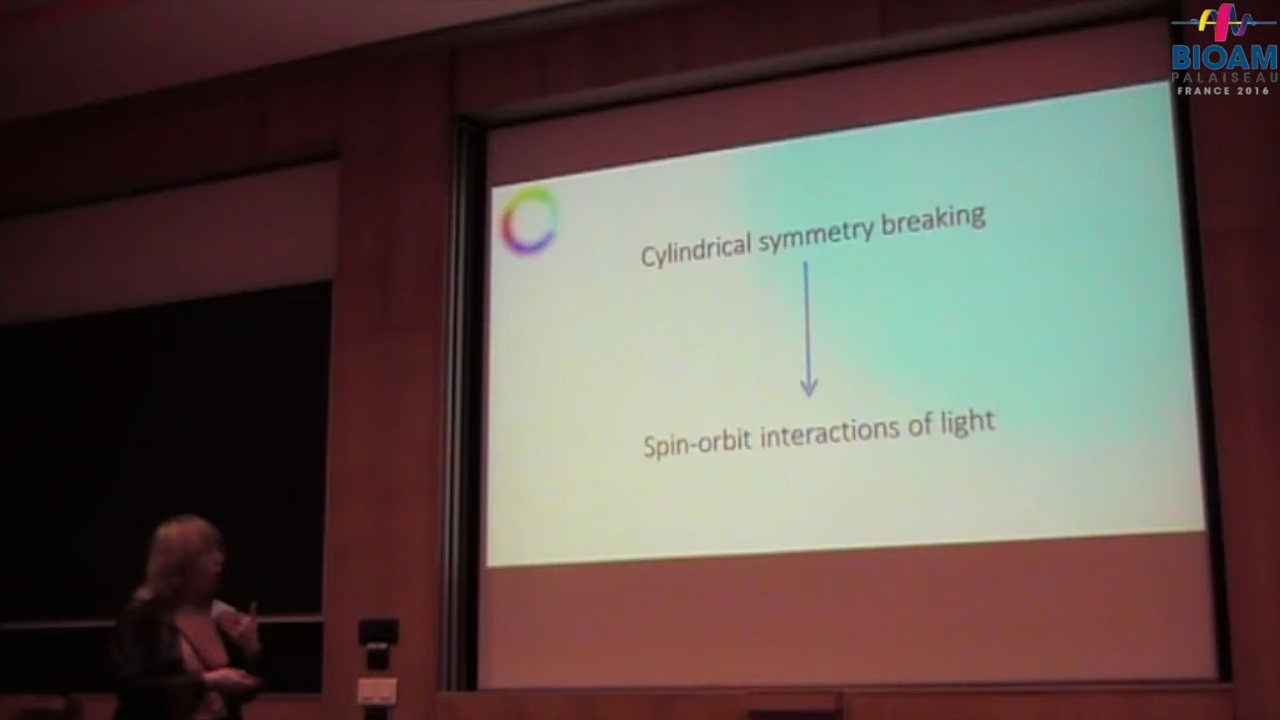 BIOAM
PALAISEAU
FRANCE 2016
Cylindrical symmetry breaking
Spin-orbit interactions of light